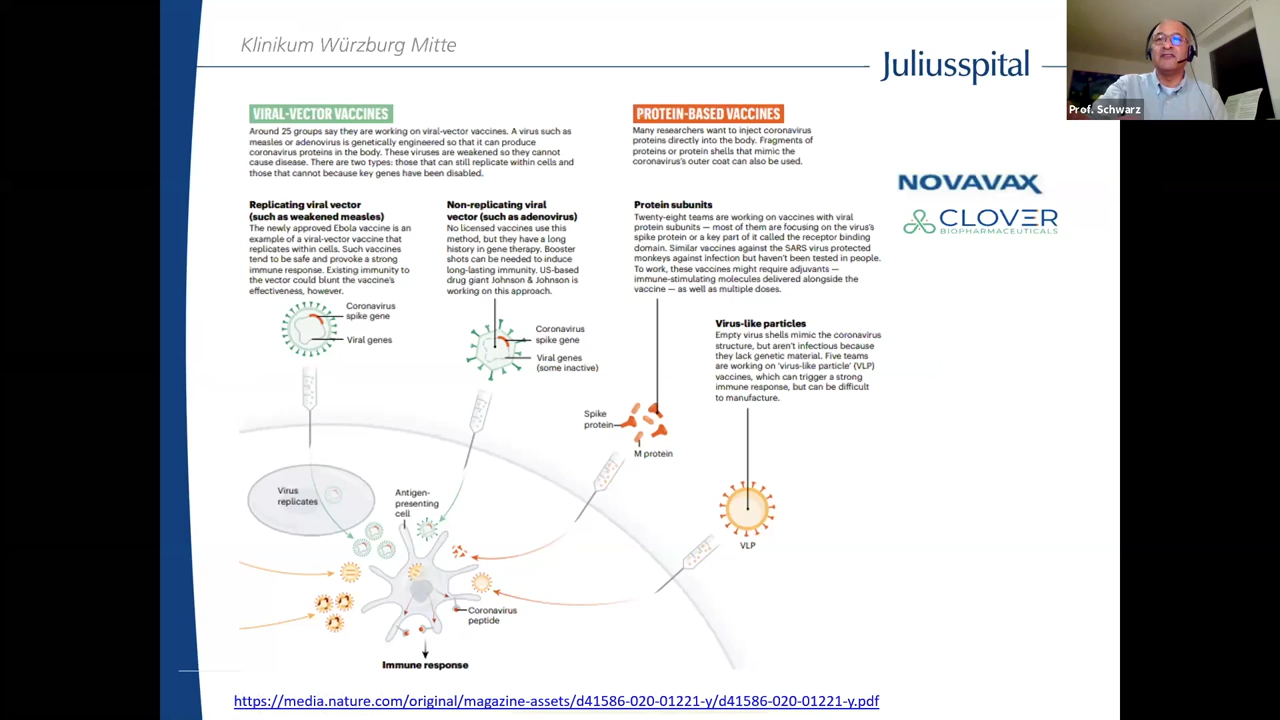 Klinikum Würzburg Mitte
Juliusspital
Prof. Schwarz
VIRAL-VECTOR VACCINES
Around 25 groups say they are working on viral-vector vaccines. A virus such as
measles or adenovirus is genetically engineered so that it can produce
coronavirus proteins in the body. These viruses are weakened so they cannot
cause disease. There are two types: those that can still replicate within cells and
those that cannot because key genes have been disabled.
Replicating viral vector
(such as weakened measles)
The newly approved Ebola vaccine is an
example of a viral-vector vaccine that
replicates within cells. Such vaccines
tend to be safe and provoke a strong
immune response. Existing immunity to
the vector could blunt the vaccine's
effectiveness, however.
Coronavirus
spike gene
Viral genes
Non-replicating viral
vector (such as adenovirus)
No licensed vaccines use this
method, but they have a long
history in gene therapy. Booster
shots can be needed to induce
long-lasting immunity. US-based
drug giant Johnson & Johnson is
working on this approach.
Coronavirus
spike gene
Viral genes
(some inactive)
PROTEIN-BASED VACCINES
Many researchers want to inject coronavirus
proteins directly into the body. Fragments of
proteins or protein shells that mimic the
coronavirus's outer coat can also be used.
NOVAVAX
CLOVER
BIOPHARMACEUTICALS
Protein subunits
Twenty-eight teams are working on vaccines with viral
protein subunits — most of them are focusing on the virus's
spike protein or a key part of it called the receptor binding
domain. Similar vaccines against the SARS virus protected
monkeys against infection but haven't been tested in people.
To work, these vaccines might require adjuvants —
immune-stimulating molecules delivered alongside the
vaccine — as well as multiple doses.
Virus-like particles
Empty virus shells mimic the coronavirus
structure, but aren't infectious because
they lack genetic material. Five teams
are working on 'virus-like particle' (VLP)
vaccines, which can trigger a strong
immune response, but can be difficult
to manufacture.
Spike
protein
M protein
Virus
replicates
Antigen-
presenting
cell
VLP
Coronavirus
peptide
Immune response
https://media.nature.com/original/magazine-assets/d41586-020-01221-y/d41586-020-01221-y.pdf